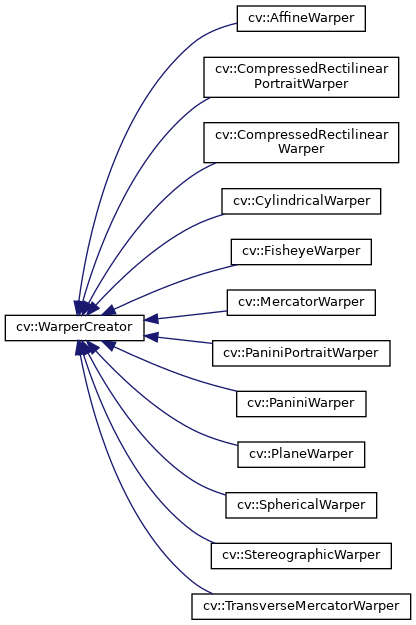 cv::AffineWarper
cv::CompressedRectilinear
PortraitWarper
cv::CompressedRectilinear
Warper
cv::CylindricalWarper
cv::FisheyeWarper
cv::MercatorWarper
cv::WarperCreator
cv::PaniniPortraitWarper
cv::PaniniWarper
cv::PlaneWarper
cv::SphericalWarper
cv::StereographicWarper
cv::TransverseMercatorWarper